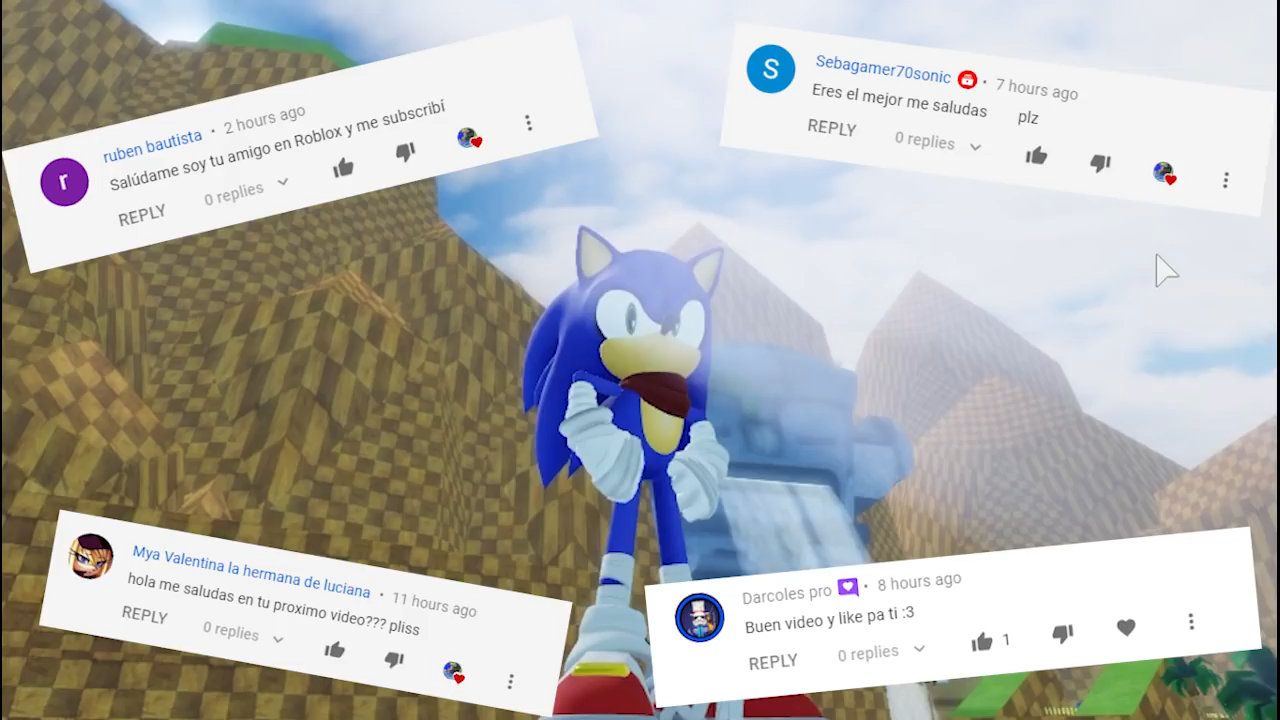 r
ruben bautista • 2 hours ago
Salúdame soy tu amigo en Roblox y me subscribí
REPLY 0 replies
S
Sebagamer70sonic • 7 hours ago
Eres el mejor me saludas plz
REPLY 0 replies
Mya Valentina la hermana de luciana • 11 hours ago
hola me saludas en tu proximo video??? pliss
REPLY 0 replies
Darcoles pro • 8 hours ago
Buen video y like pa ti :3
REPLY 0 replies 1